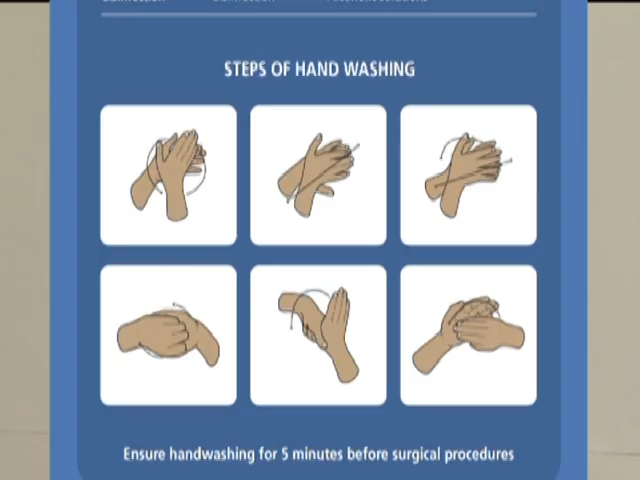 STEPS OF HAND WASHING
Ensure handwashing for 5 minutes before surgical procedures